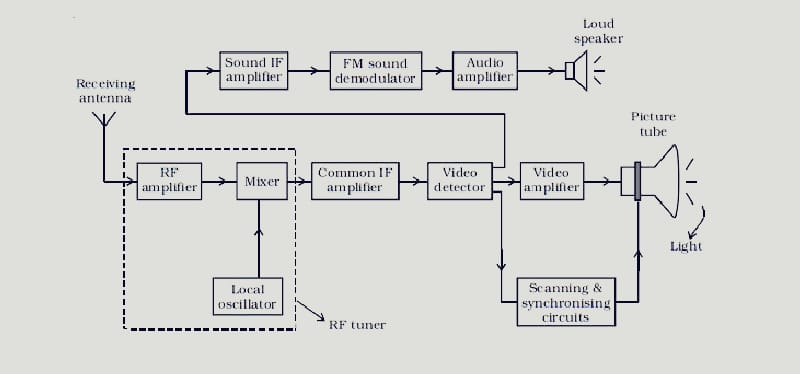 Loud
speaker
Sound IF
amplifier
FM sound
demodulator
Audio
amplifier
Receiving
antenna
Picture
tube
RF
amplifier
Mixer
Common IF
amplifier
Video
detector
Video
amplifier
Light
Local
oscillator
Scanning &
synchronising
circuits
RF tuner